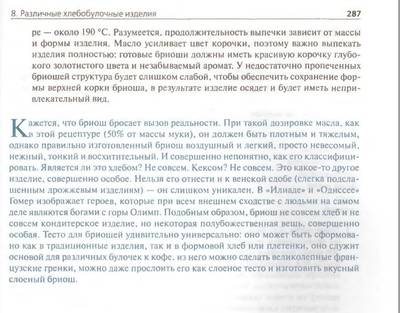 8. Различные хлебобулочные изделия 287
ре — около 190 °С. Разумеется, продолжительность выпечки зависит от массы
и формы изделия. Масло усиливает цвет корочки, поэтому важно выпекать
изделия полностью: готовые бриоши должны иметь красивую корочку глубо-
кого золотистого цвета и незабываемый аромат. У недостаточно пропеченных
бриошей структура будет слишком слабой, чтобы обеспечить сохранение фор-
мы верхней корки бриоша, в результате изделие осядет и будет иметь непри-
влекательный вид.
Кажется, что бриош бросает вызов реальности. При такой дозировке масла, как
в этой рецептуре (50% от массы муки), он должен быть плотным и тяжелым,
однако правильно изготовленный бриош воздушный и легкий, просто невесомый,
нежный, тонкий и восхитительный. И совершенно непонятно, как его классифици-
ровать. Является ли это хлебом? Не совсем. Кексом? Не совсем. Это какое-то другое
изделие, совершенно особое. Нельзя его отнести и к венской сдобе (слегка подсла-
щенным дрожжевым изделиям) — он слишком уникален. В «Илиаде» и «Одиссее»
Гомер изображает героев, которые при всем внешнем сходстве с людьми на самом
деле являются богами с горы Олимп. Подобным образом, бриош не совсем хлеб и не
совсем кондитерское изделие, но некоторая полубожественная вещь, совершенно
особая. Тесто для бриошей удивительно универсально: оно может быть сформова-
но как в традиционные изделия, так и в формовой хлеб или плетенки, оно служит
основой для различных булочек к кофе. из него можно сделать великолепные фран-
цузские гренки, можно даже прослоить его как слоеное тесто и изготовить вкусный
слоеный бриош.